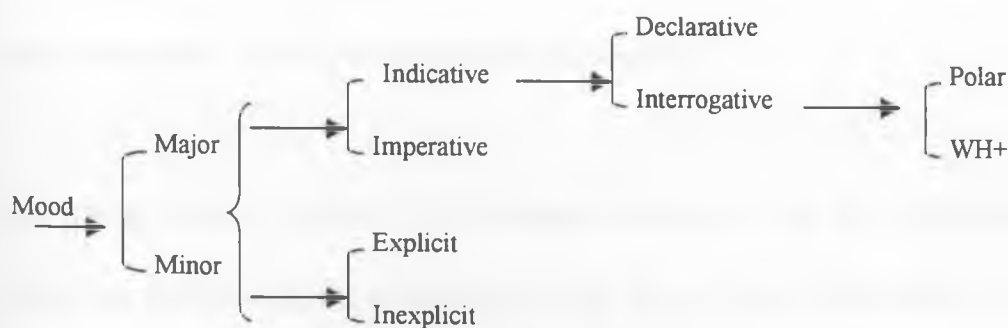 Declarative
Indicative
Polar
Interrogative
Major
Imperative
WH+
Mood
Explicit
Minor
Inexplicit